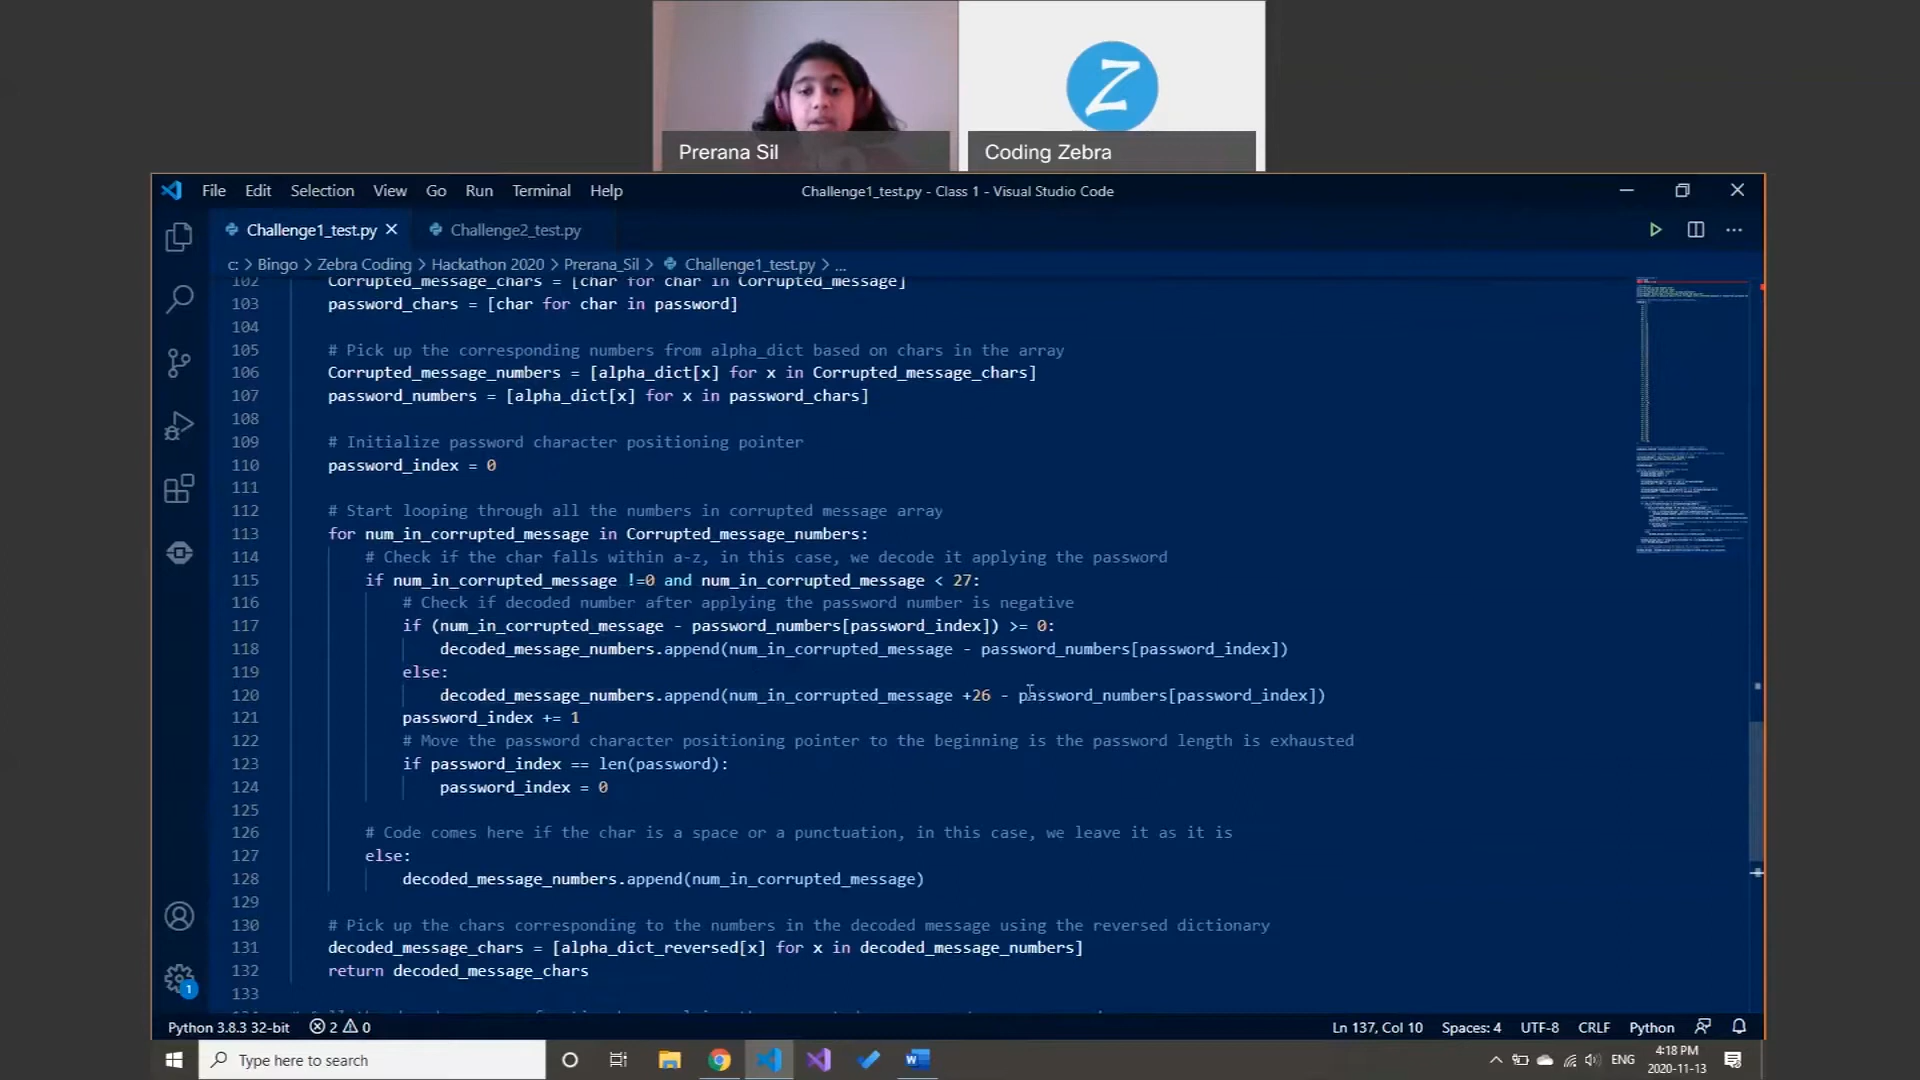 Prerana Sil
Z
Coding Zebra
File Edit Selection View Go Run Terminal Help
Challenge1_test.py - Class 1 - Visual Studio Code
Challenge1_test.py
Challenge2_test.py
c: > Bingo > Zebra Coding > Hackathon 2020 > Prerana_Sil > Challenge1_test.py > ...
102 Corrupted_message_chars = [char for char in Corrupted_message]
103 password_chars = [char for char in password]
104
105 # Pick up the corresponding numbers from alpha_dict based on chars in the array
106 Corrupted_message_numbers = [alpha_dict[x] for x in Corrupted_message_chars]
107 password_numbers = [alpha_dict[x] for x in password_chars]
108
109 # Initialize password character positioning pointer
110 password_index = 0
111
112 # Start looping through all the numbers in corrupted message array
113 for num_in_corrupted_message in Corrupted_message_numbers:
114 # Check if the char falls within a-z, in this case, we decode it applying the password
115 if num_in_corrupted_message !=0 and num_in_corrupted_message < 27:
116 # Check if decoded number after applying the password number is negative
117 if (num_in_corrupted_message - password_numbers[password_index]) >= 0:
118 decoded_message_numbers.append(num_in_corrupted_message - password_numbers[password_index])
119 else:
120 decoded_message_numbers.append(num_in_corrupted_message +26 - password_numbers[password_index])
121 password_index += 1
122 # Move the password character positioning pointer to the beginning is the password length is exhausted
123 if password_index == len(password):
124 password_index = 0
125
126 # Code comes here if the char is a space or a punctuation, in this case, we leave it as it is
127 else:
128 decoded_message_numbers.append(num_in_corrupted_message)
129
130 # Pick up the chars corresponding to the numbers in the decoded message using the reversed dictionary
131 decoded_message_chars = [alpha_dict_reversed[x] for x in decoded_message_numbers]
132 return decoded_message_chars
133
1
Python 3.8.3 32-bit 2 0
Ln 137, Col 10 Spaces: 4 UTF-8 CRLF Python
Type here to search
ENG
4:18 PM
2020-11-13